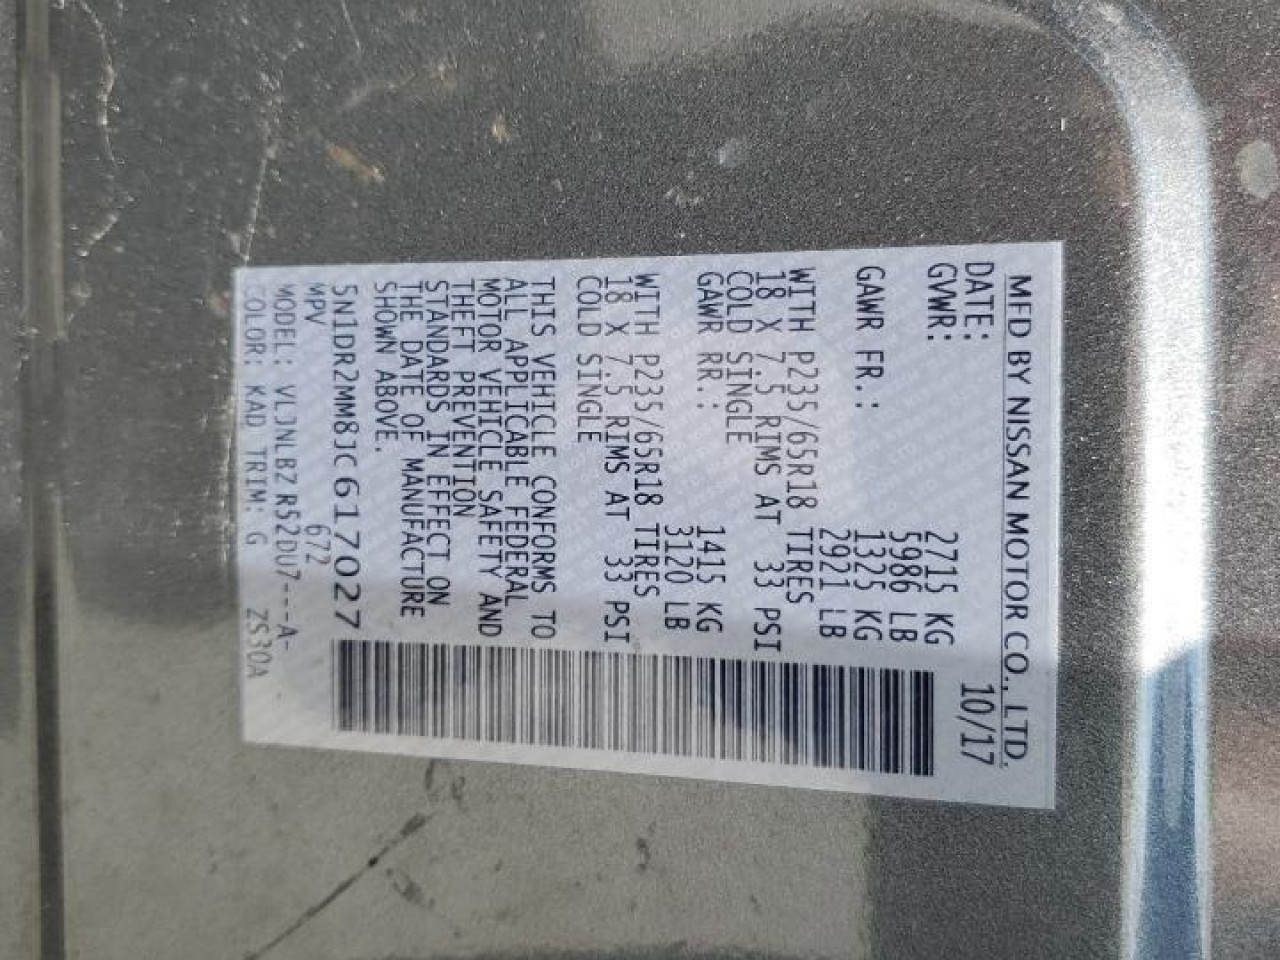 MFD BY NISSAN MOTOR CO., LTD.
DATE: 10/17
GVWR: 2715 KG
5986 LB
GAWR FR.: 1325 KG
2921 LB
WITH P235/65R18 TIRES
18 X 7.5 RIMS AT 33 PSI
COLD SINGLE
GAWR RR.: 1415 KG
3120 LB
WITH P235/65R18 TIRES
18 X 7.5 RIMS AT 33 PSI
COLD SINGLE
THIS VEHICLE CONFORMS TO
ALL APPLICABLE FEDERAL
MOTOR VEHICLE SAFETY AND
THEFT PREVENTION
STANDARDS IN EFFECT ON
THE DATE OF MANUFACTURE
SHOWN ABOVE.
5N1DR2MM8JC617027
MPV 672
MODEL: VLJNLBZ R52DU7---A-
COLOR: KAD TRIM: G 2S30A